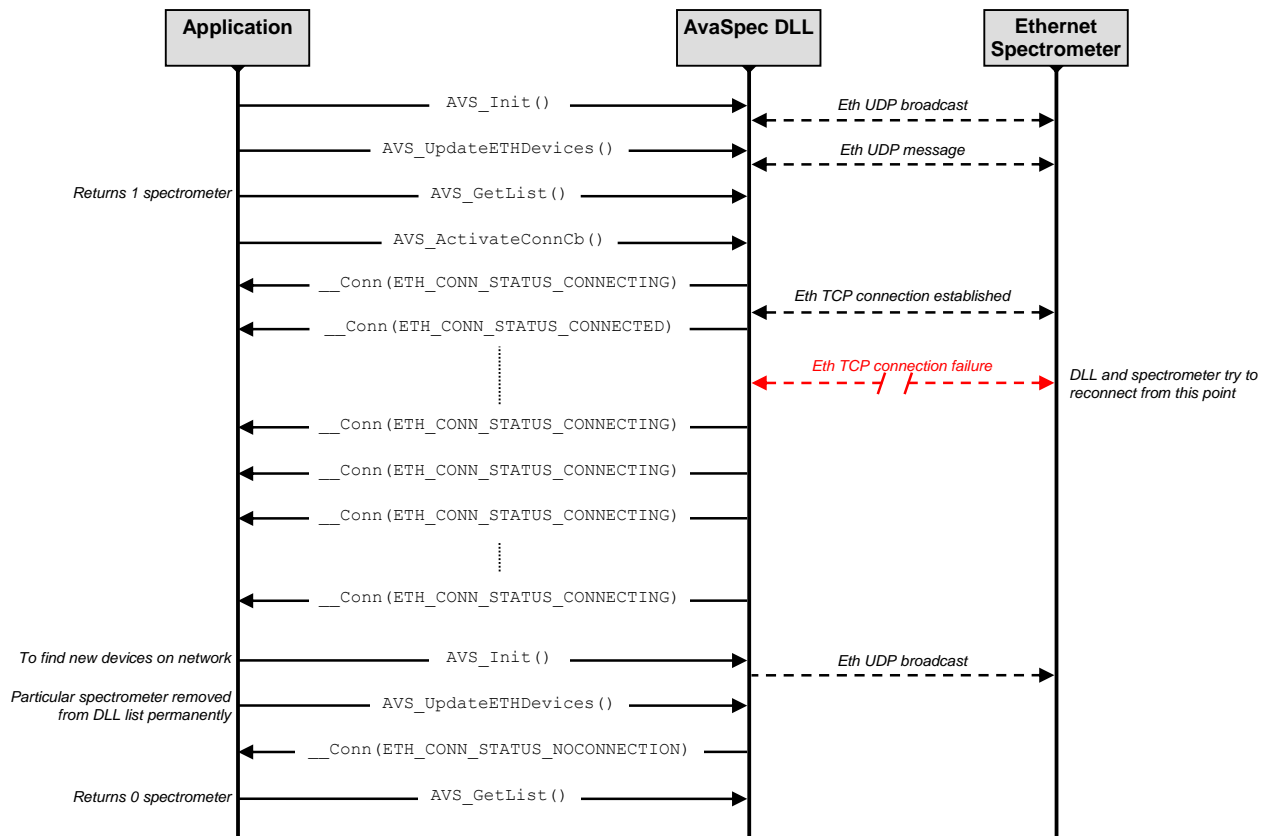 Application
AvaSpec DLL
Ethernet
Spectrometer
AVS_Init()
Eth UDP broadcast
AVS_UpdateETHDevices()
Eth UDP message
Returns 1 spectrometer
AVS_GetList()
AVS_ActivateConnCb()
__Conn(ETH_CONN_STATUS_CONNECTING)
Eth TCP connection established
__Conn(ETH_CONN_STATUS_CONNECTED)
Eth TCP connection failure
DLL and spectrometer try to
reconnect from this point
__Conn(ETH_CONN_STATUS_CONNECTING)
__Conn(ETH_CONN_STATUS_CONNECTING)
__Conn(ETH_CONN_STATUS_CONNECTING)
__Conn(ETH_CONN_STATUS_CONNECTING)
To find new devices on network
AVS_Init()
Eth UDP broadcast
Particular spectrometer removed
from DLL list permanently
AVS_UpdateETHDevices()
__Conn(ETH_CONN_STATUS_NOCONNECTION)
Returns 0 spectrometer
AVS_GetList()